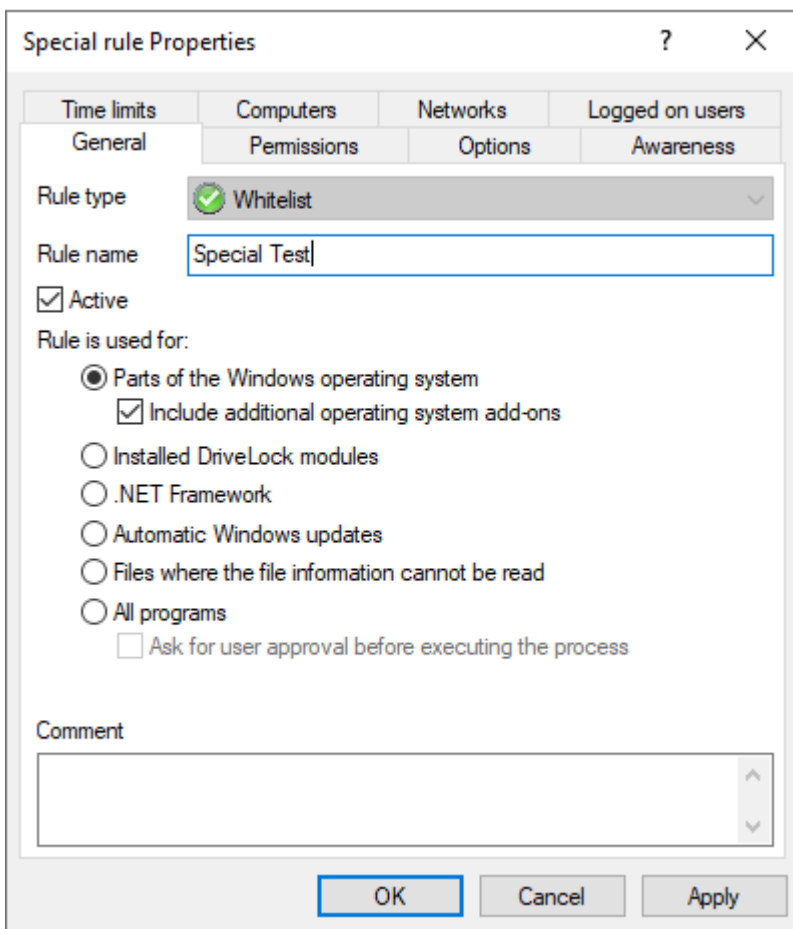 Special rule Properties ?
Time limits Computers Networks Logged on users
General Permissions Options Awareness
Rule type Whitelist
Rule name Special Test
Active
Rule is used for:
Parts of the Windows operating system
Include additional operating system add-ons
Installed DriveLock modules
.NET Framework
Automatic Windows updates
Files where the file information cannot be read
All programs
Ask for user approval before executing the process
Comment
OK Cancel Apply